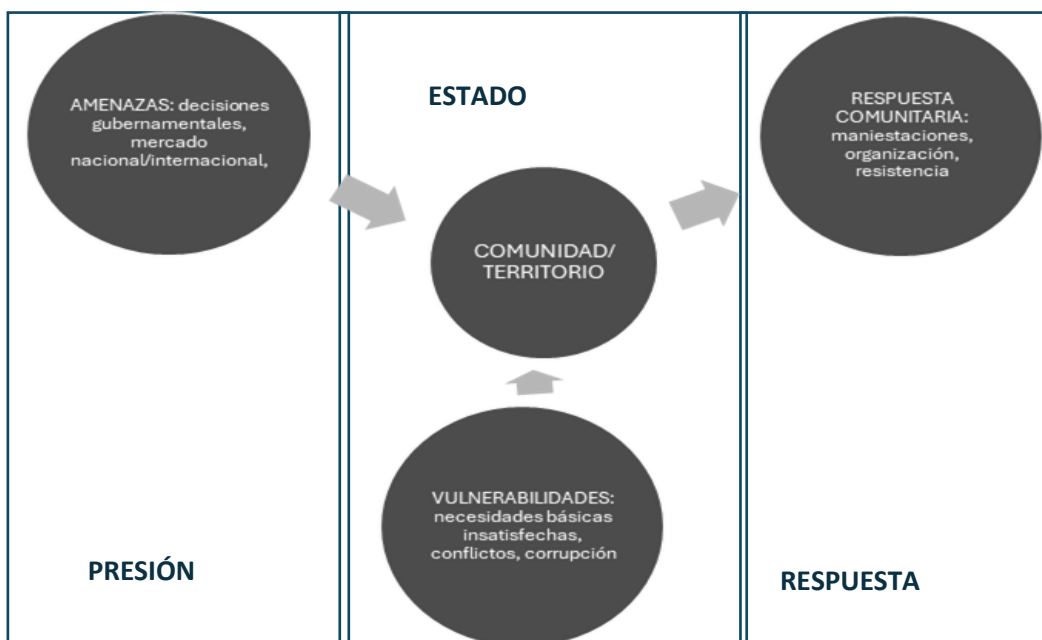 AMENAZAS: decisiones
gubernamentales,
mercado
nacional/internacional,
PRESIÓN
ESTADO
COMUNIDAD/
TERRITORIO
VULNERABILIDADES:
necesidades básicas
insatisfechas,
conflictos, corrupción
RESPUESTA
COMUNITARIA:
maniestaciones,
organización,
resistencia
RESPUESTA